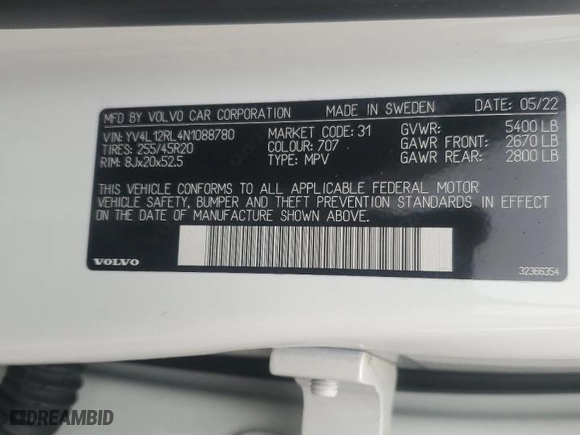 MFD BY VOLVO CAR CORPORATION MADE IN SWEDEN DATE: 05/22
VIN: YV4L12RL4N1088780 MARKET CODE: 31 GVWR: 5400 LB
TIRES: 255/45R20 COLOUR: 707 GAWR FRONT: 2670 LB
RIM: 8Jx20x52.5 TYPE: MPV GAWR REAR: 2800 LB
THIS VEHICLE CONFORMS TO ALL APPLICABLE FEDERAL MOTOR
VEHICLE SAFETY, BUMPER AND THEFT PREVENTION STANDARDS IN EFFECT
ON THE DATE OF MANUFACTURE SHOWN ABOVE.
VOLVO
32366354
DREAMBID